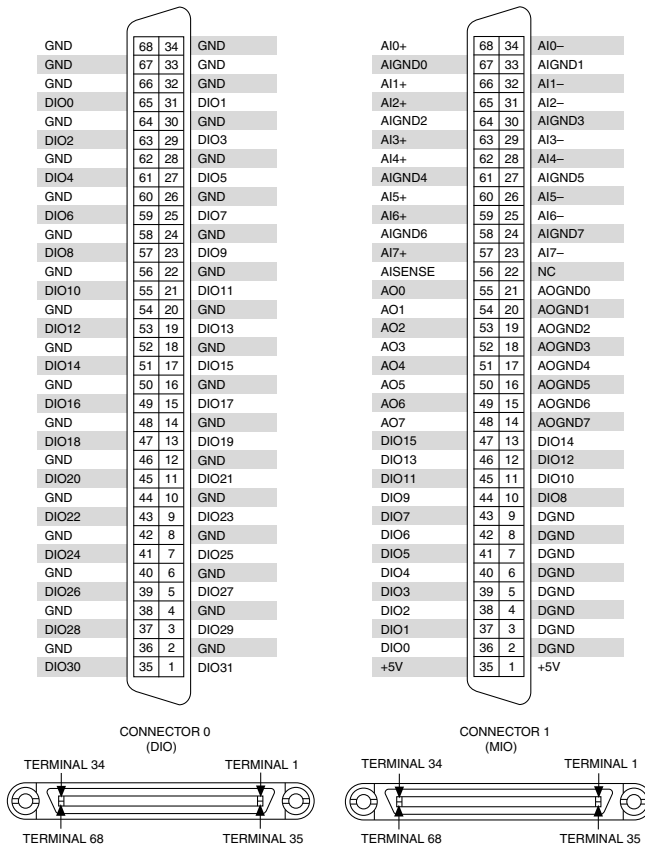 GND 68 34 GND
GND 67 33 GND
GND 66 32 GND
DIO0 65 31 DIO1
GND 64 30 GND
DIO2 63 29 DIO3
GND 62 28 GND
DIO4 61 27 DIO5
GND 60 26 GND
DIO6 59 25 DIO7
GND 58 24 GND
DIO8 57 23 DIO9
GND 56 22 GND
DIO10 55 21 DIO11
GND 54 20 GND
DIO12 53 19 DIO13
GND 52 18 GND
DIO14 51 17 DIO15
GND 50 16 GND
DIO16 49 15 DIO17
GND 48 14 GND
DIO18 47 13 DIO19
GND 46 12 GND
DIO20 45 11 DIO21
GND 44 10 GND
DIO22 43 9 DIO23
GND 42 8 GND
DIO24 41 7 DIO25
GND 40 6 GND
DIO26 39 5 DIO27
GND 38 4 GND
DIO28 37 3 DIO29
GND 36 2 GND
DIO30 35 1 DIO31
CONNECTOR 0
(DIO)
TERMINAL 34 TERMINAL 1
TERMINAL 68 TERMINAL 35
AI0+ 68 34 AI0–
AIGND0 67 33 AIGND1
AI1+ 66 32 AI1–
AI2+ 65 31 AI2–
AIGND2 64 30 AIGND3
AI3+ 63 29 AI3–
AI4+ 62 28 AI4–
AIGND4 61 27 AIGND5
AI5+ 60 26 AI5–
AI6+ 59 25 AI6–
AIGND6 58 24 AIGND7
AI7+ 57 23 AI7–
AISENSE 56 22 NC
AO0 55 21 AOGND0
AO1 54 20 AOGND1
AO2 53 19 AOGND2
AO3 52 18 AOGND3
AO4 51 17 AOGND4
AO5 50 16 AOGND5
AO6 49 15 AOGND6
AO7 48 14 AOGND7
DIO15 47 13 DIO14
DIO13 46 12 DIO12
DIO11 45 11 DIO10
DIO9 44 10 DIO8
DIO7 43 9 DGND
DIO6 42 8 DGND
DIO5 41 7 DGND
DIO4 40 6 DGND
DIO3 39 5 DGND
DIO2 38 4 DGND
DIO1 37 3 DGND
DIO0 36 2 DGND
+5V 35 1 +5V
CONNECTOR 1
(MIO)
TERMINAL 34 TERMINAL 1
TERMINAL 68 TERMINAL 35